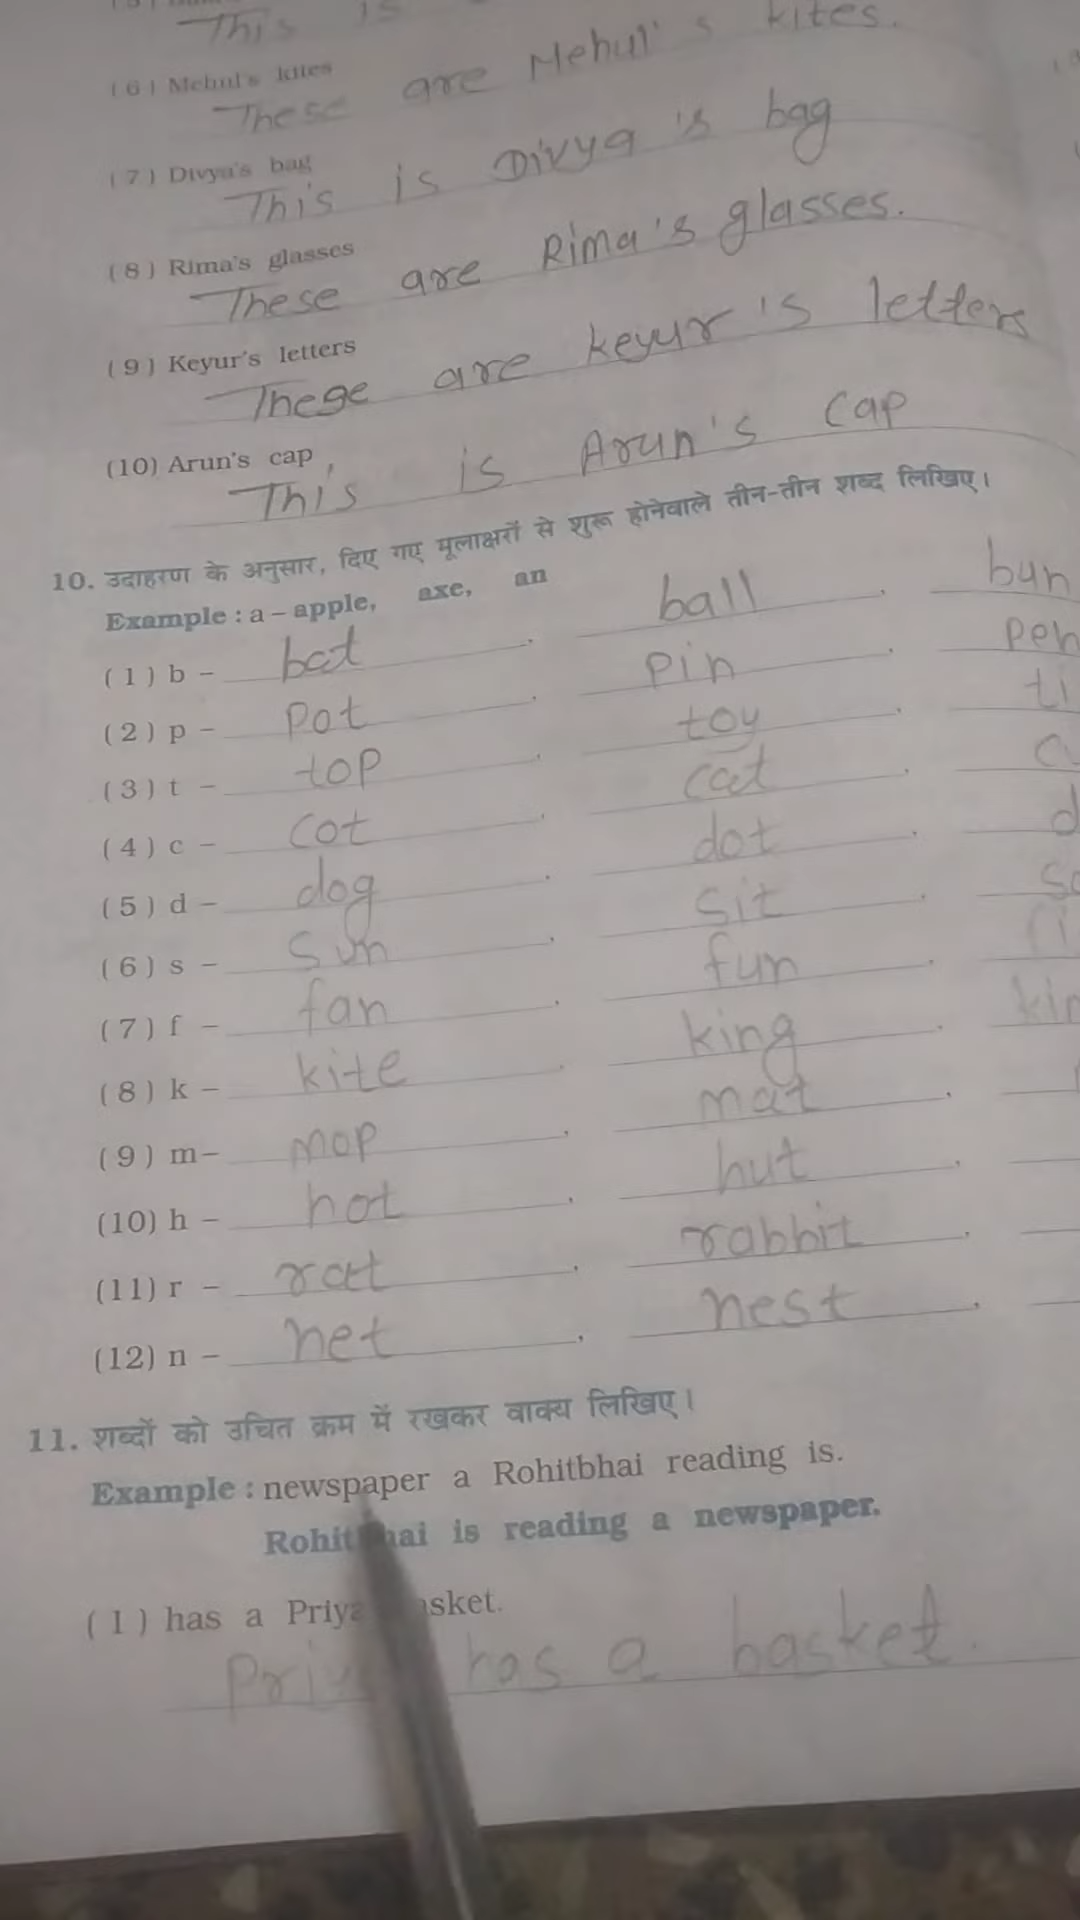 This is
(6) Mehul's kites
These are Mehul's kites.
(7) Divya's bag
This is Divya's bag
(8) Rima's glasses
These are Rima's glasses.
(9) Keyur's letters
These are keyur's letters
(10) Arun's cap
This is Arun's cap
10. उदाहरण के अनुसार, दिए गए मूलाक्षरों से शुरू होनेवाले तीन-तीन शब्द लिखिए।
Example : a – apple, axe, an
(1) b – bat, ball, bun
(2) p – pot, pin, pen
(3) t – top, toy,
(4) c – cot, cat,
(5) d – dog, dot,
(6) s – sun, sit,
(7) f – fan, fun,
(8) k – kite, king,
(9) m – mop, mat,
(10) h – hot, hut,
(11) r – rat, rabbit,
(12) n – net, nest,
11. शब्दों को उचित क्रम में रखकर वाक्य लिखिए।
Example : newspaper a Rohitbhai reading is.
Rohitbhai is reading a newspaper.
(1) has a Priya basket.
Priya has a basket.